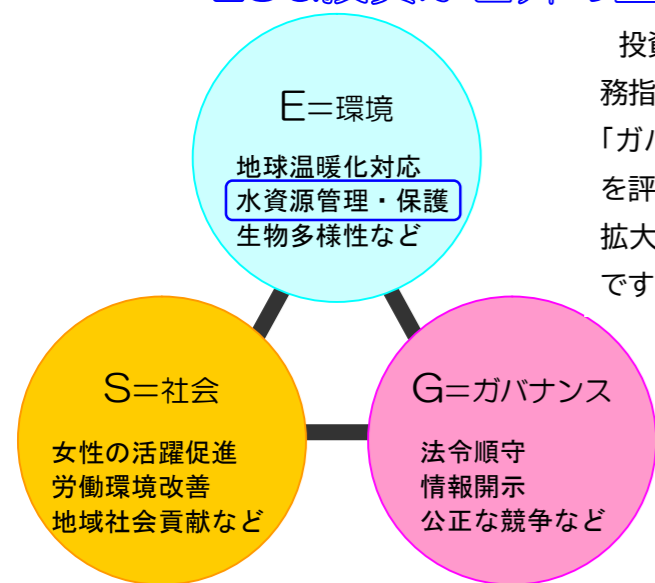 投資
務指
「ガバ
を評
拡大
です
E=環境
地球温暖化対応
水資源管理・保護
生物多様性など
S=社会
女性の活躍促進
労働環境改善
地域社会貢献など
G=ガバナンス
法令順守
情報開示
公正な競争など